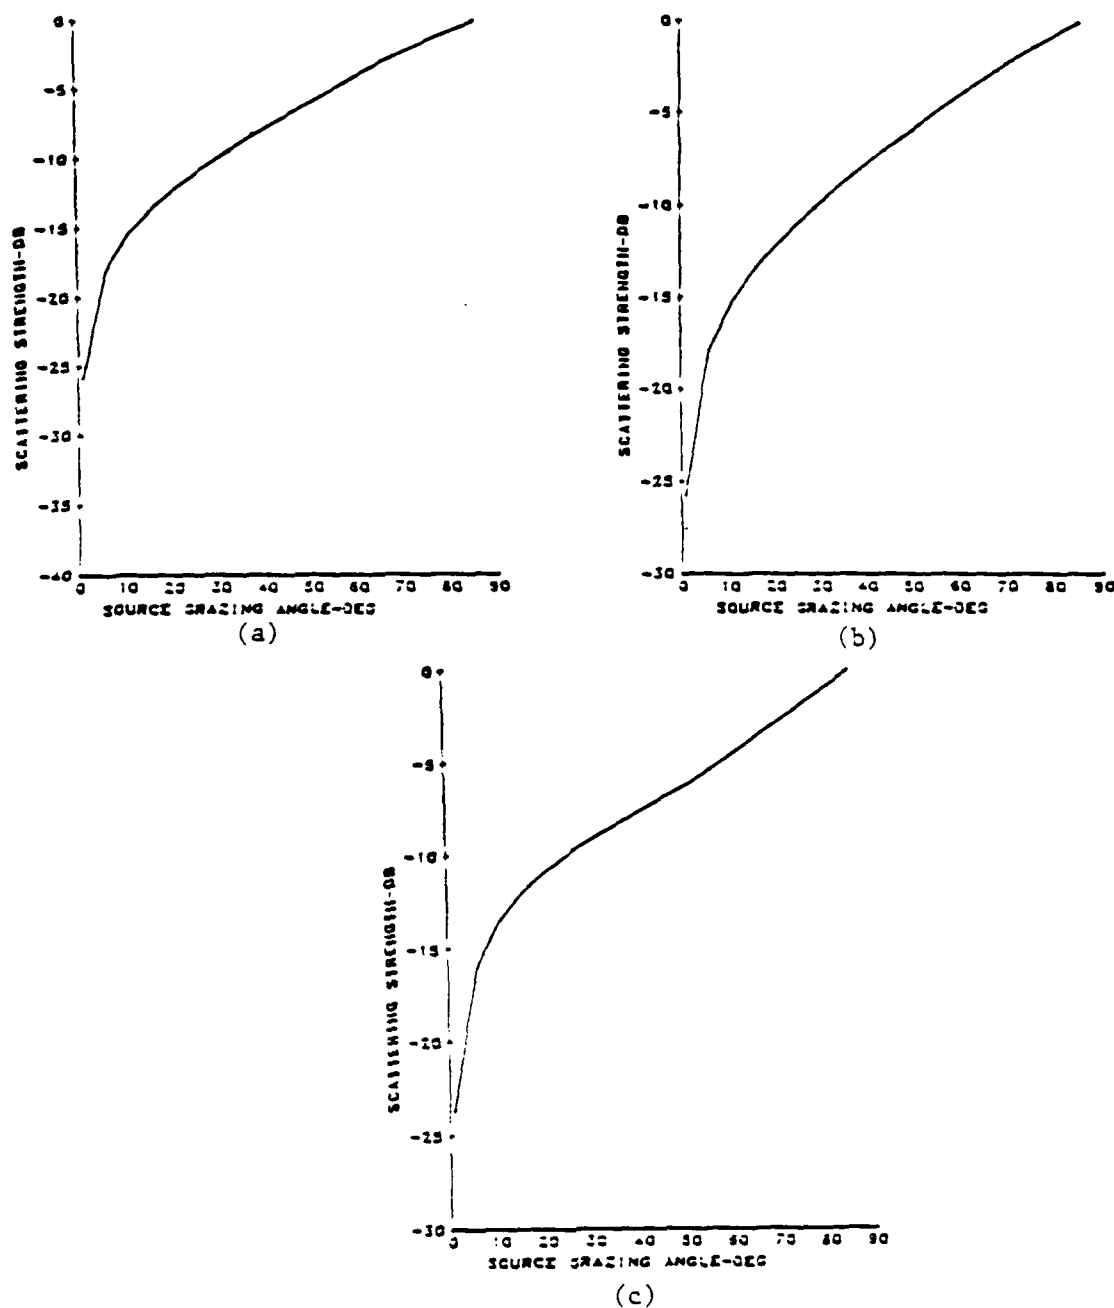 0
-5
-10
-15
-20
-25
-30
-35
-40
SCATTERING STRENGTH-DB
0 10 20 30 40 50 60 70 80 90
SOURCE GRAZING ANGLE-DEG
(a)
0
-5
-10
-15
-20
-25
-30
SCATTERING STRENGTH-DB
0 10 20 30 40 50 60 70 80 90
SOURCE GRAZING ANGLE-DEG
(b)
0
-5
-10
-15
-20
-25
-30
SCATTERING STRENGTH-DB
0 10 20 30 40 50 60 70 80 90
SOURCE GRAZING ANGLE-DEG
(c)